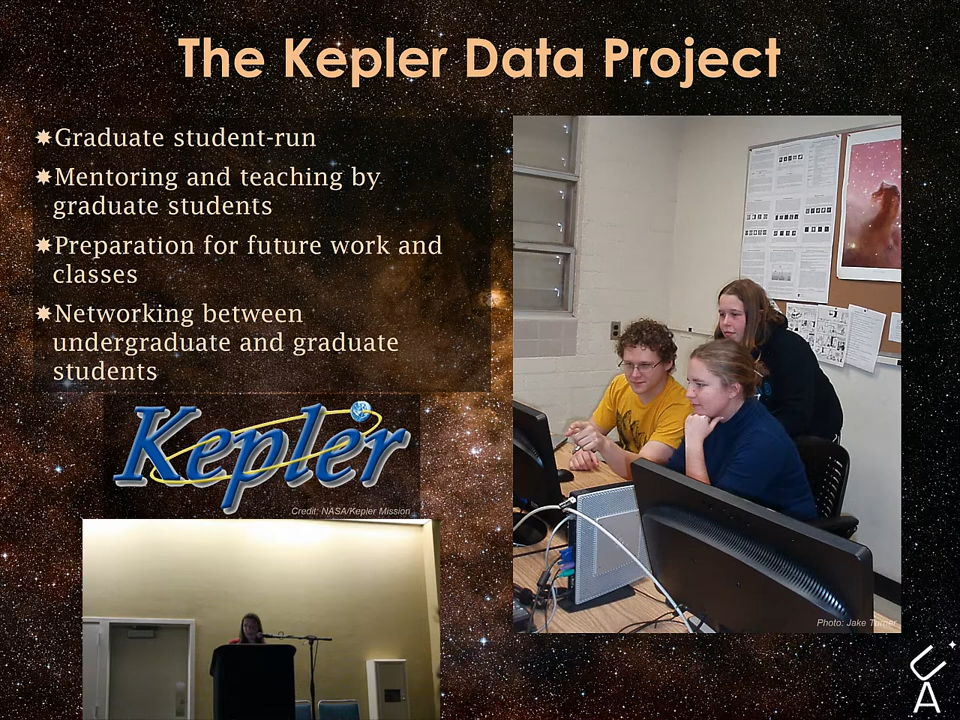 The Kepler Data Project
✸Graduate student-run
✸Mentoring and teaching by
graduate students
✸Preparation for future work and
classes
✸Networking between
undergraduate and graduate
students
Kepler
Credit: NASA/Kepler Mission
Photo: Jake Turner
UA